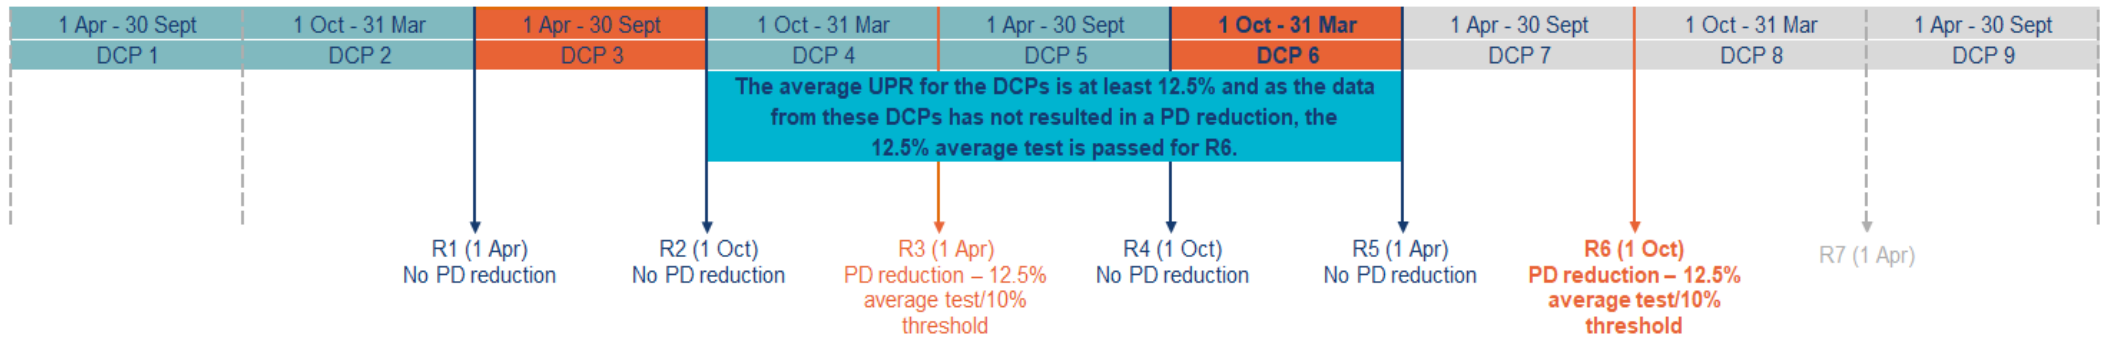 1 Apr - 30 Sept 1 Oct - 31 Mar 1 Apr - 30 Sept 1 Oct - 31 Mar 1 Apr - 30 Sept 1 Oct - 31 Mar 1 Apr - 30 Sept 1 Oct - 31 Mar 1 Apr - 30 Sept
DCP 1 DCP 2 DCP 3 DCP 4 DCP 5 DCP 6 DCP 7 DCP 8 DCP 9
The average UPR for the DCPs is at least 12.5% and as the data
from these DCPs has not resulted in a PD reduction, the
12.5% average test is passed for R6.
R1 (1 Apr)
No PD reduction
R2 (1 Oct)
No PD reduction
R3 (1 Apr)
PD reduction – 12.5%
average test/10%
threshold
R4 (1 Oct)
No PD reduction
R5 (1 Apr)
No PD reduction
R6 (1 Oct)
PD reduction – 12.5%
average test/10%
threshold
R7 (1 Apr)